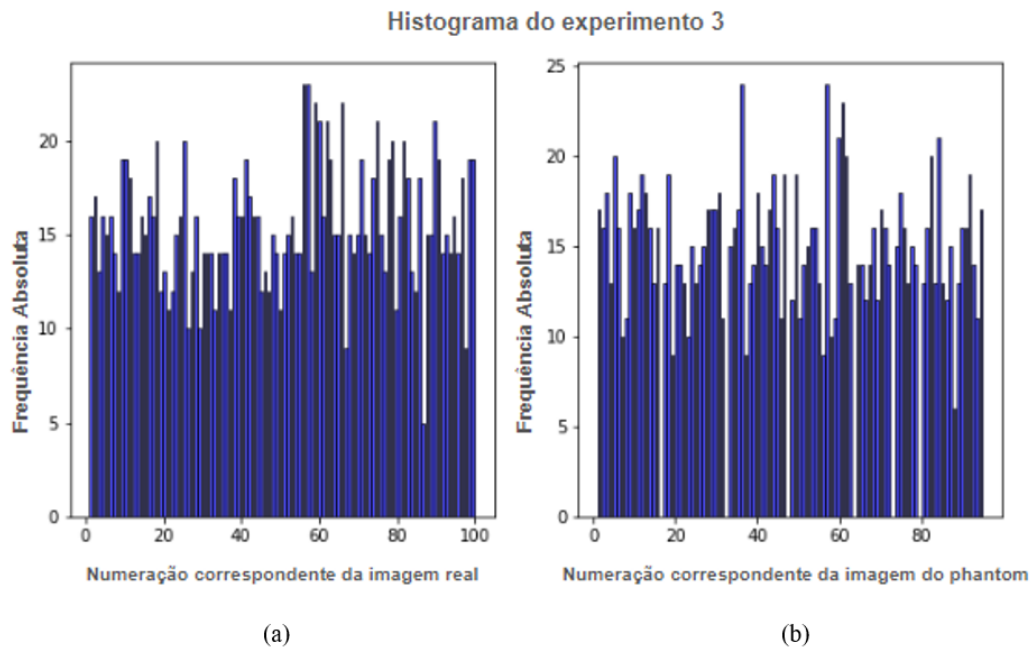 Histograma do experimento 3
Frequência Absoluta
20
15
10
5
0
0 20 40 60 80 100
Numeração correspondente da imagem real
(a)
Frequência Absoluta
25
20
15
10
5
0
0 20 40 60 80
Numeração correspondente da imagem do phantom
(b)